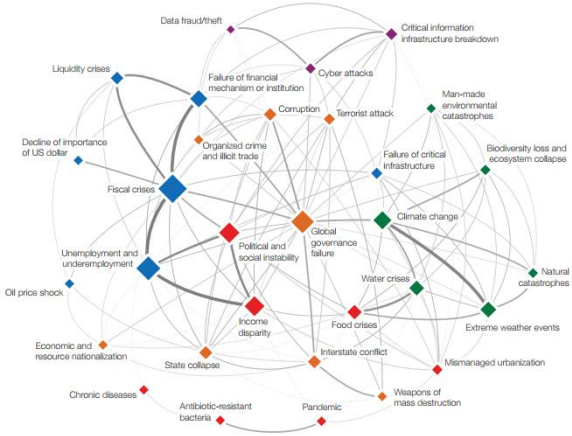 Data fraud/theft
Critical information
infrastructure breakdown
Liquidity crises
Cyber attacks
Failure of financial
mechanism or institution
Man-made
environmental
catastrophes
Corruption
Terrorist attack
Decline of importance
of US dollar
Organized crime
and illicit trade
Biodiversity loss and
ecosystem collapse
Failure of critical
infrastructure
Fiscal crises
Climate change
Global
governance
failure
Political and
social instability
Unemployment and
underemployment
Water crises
Natural
catastrophes
Oil price shock
Income
disparity
Food crises
Extreme weather events
Economic and
resource nationalization
State collapse
Interstate conflict
Mismanaged urbanization
Chronic diseases
Antibiotic-resistant
bacteria
Pandemic
Weapons of
mass destruction